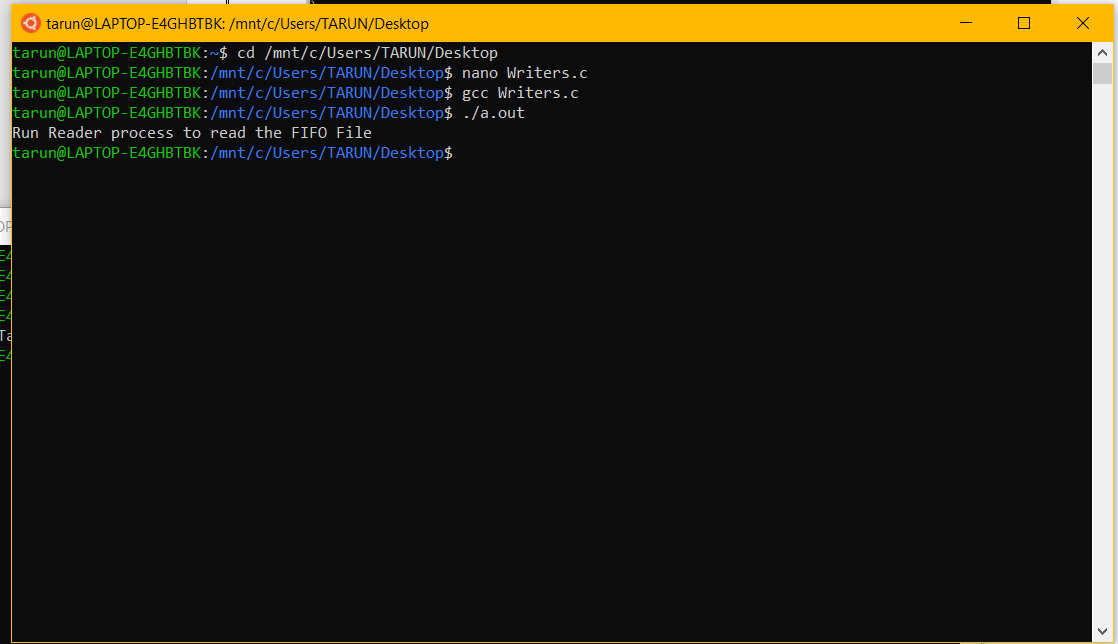 tarun@LAPTOP-E4GHBTBK: /mnt/c/Users/TARUN/Desktop
tarun@LAPTOP-E4GHBTBK:~$ cd /mnt/c/Users/TARUN/Desktop
tarun@LAPTOP-E4GHBTBK:/mnt/c/Users/TARUN/Desktop$ nano Writers.c
tarun@LAPTOP-E4GHBTBK:/mnt/c/Users/TARUN/Desktop$ gcc Writers.c
tarun@LAPTOP-E4GHBTBK:/mnt/c/Users/TARUN/Desktop$ ./a.out
Run Reader process to read the FIFO File
tarun@LAPTOP-E4GHBTBK:/mnt/c/Users/TARUN/Desktop$